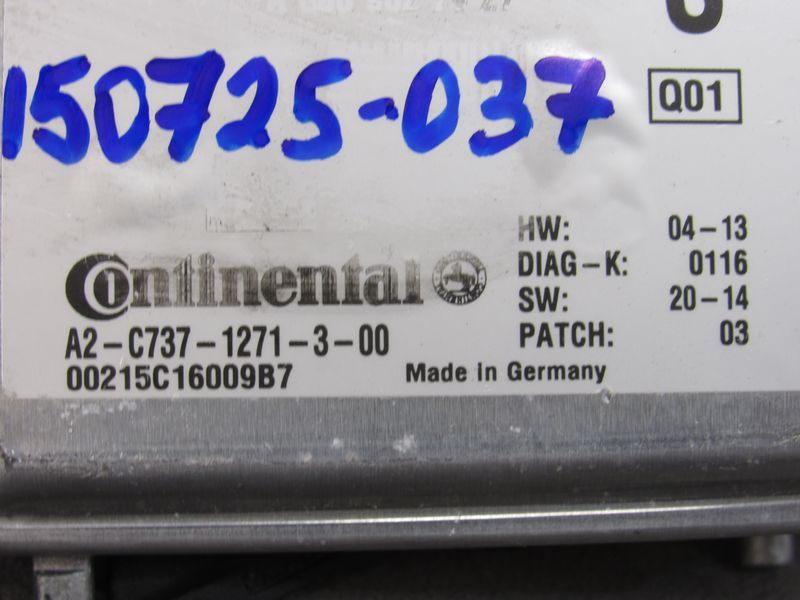 6
150725-037
Q01
Continental
HW: 04-13
DIAG-K: 0116
SW: 20-14
PATCH: 03
A2-C737-1271-3-00
00215C16009B7
Made in Germany